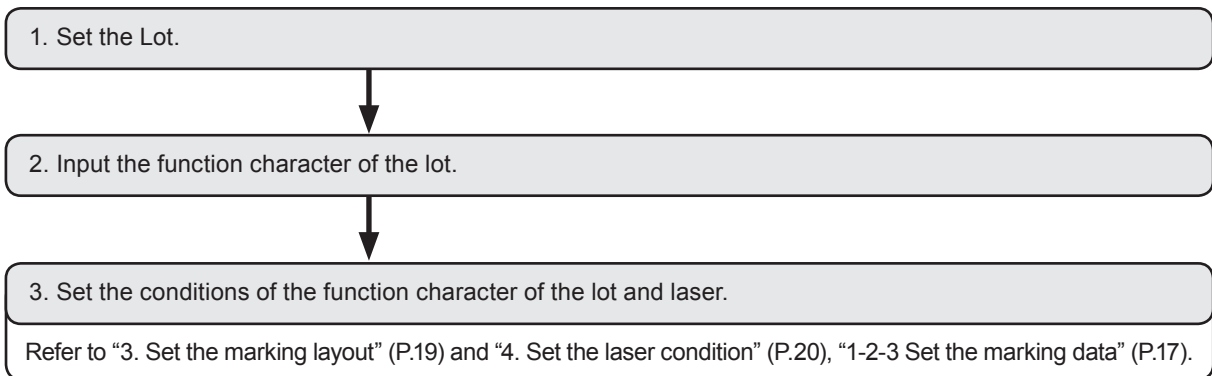 1. Set the Lot.
2. Input the function character of the lot.
3. Set the conditions of the function character of the lot and laser.
Refer to “3. Set the marking layout” (P.19) and “4. Set the laser condition” (P.20), “1-2-3 Set the marking data” (P.17).